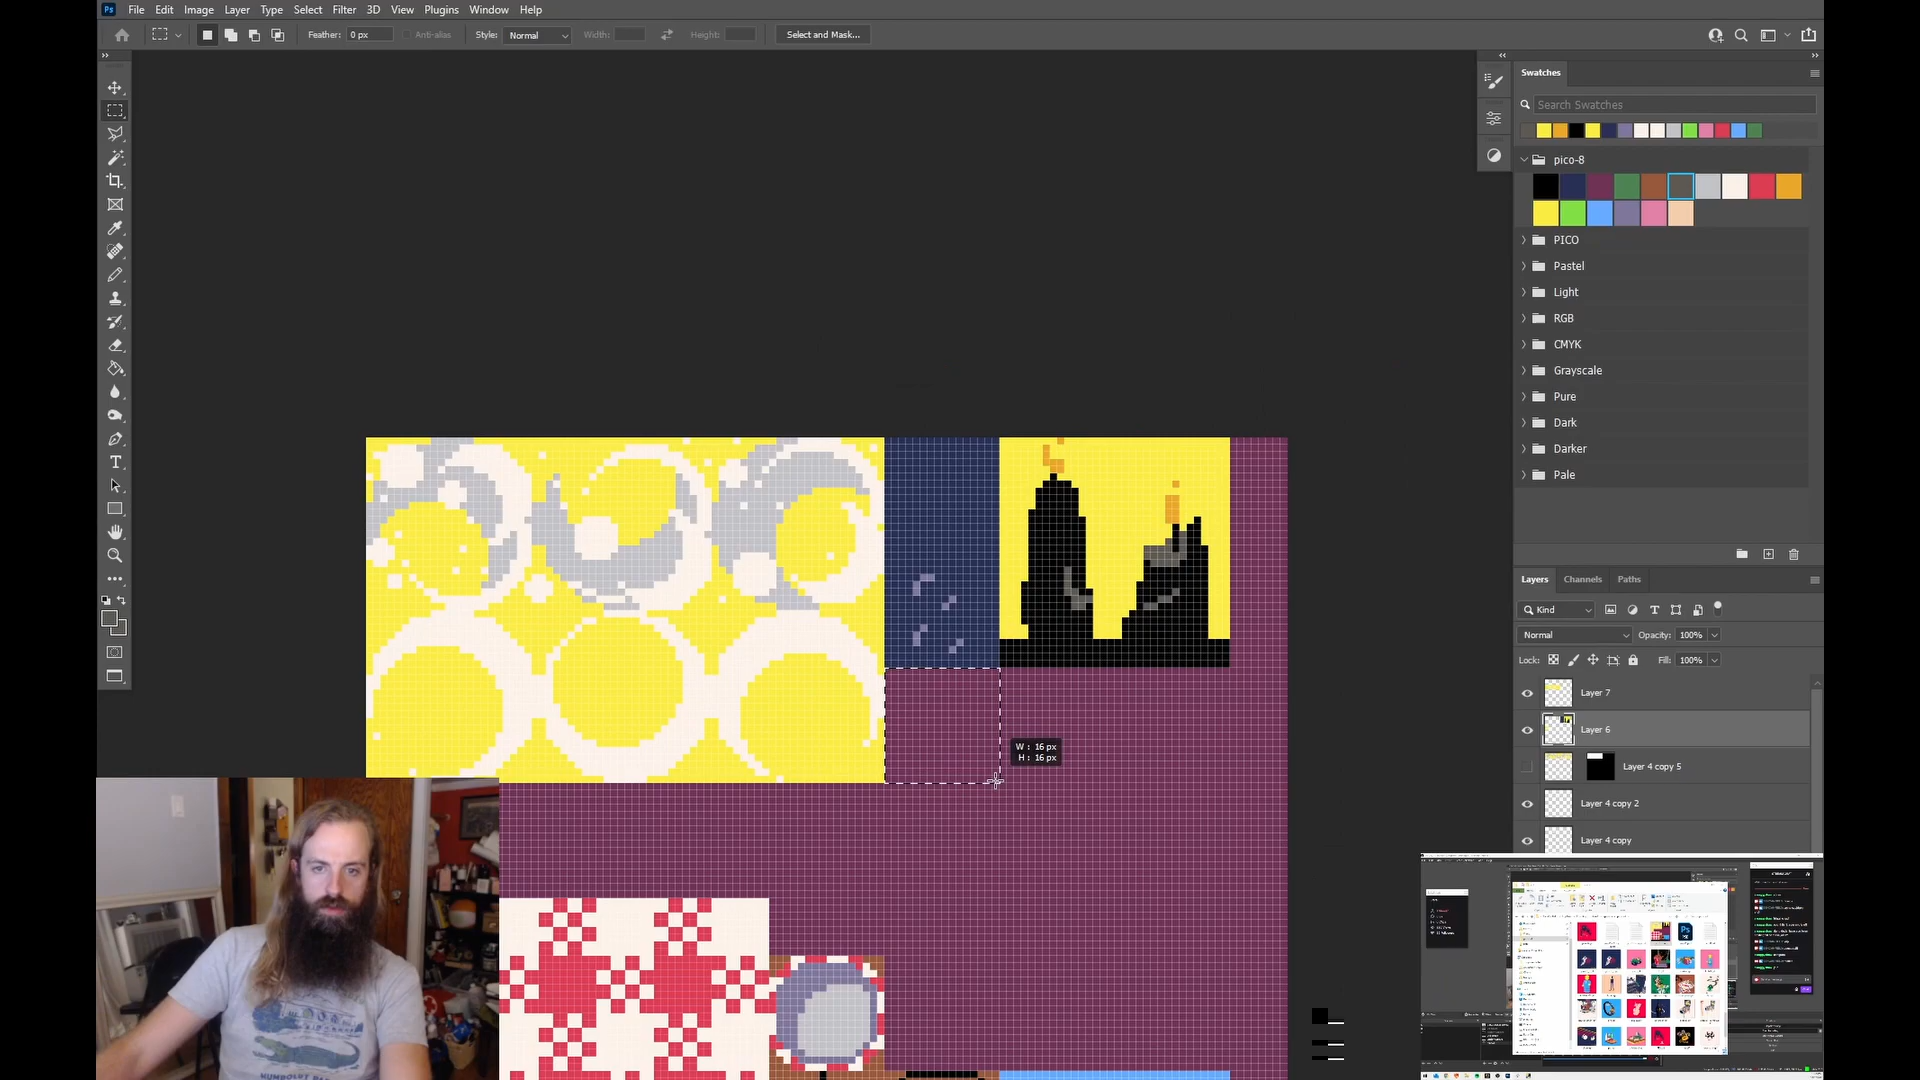 Ps File Edit Image Layer Type Select Filter 3D View Plugins Window Help
Feather: 0 px Anti-alias Style: Normal Width: Height: Select and Mask...
Swatches
Search Swatches
pico-8
PICO
Pastel
Light
RGB
CMYK
Grayscale
Pure
Dark
Darker
Pale
W : 16 px
H : 16 px
Layers Channels Paths
Kind
Normal Opacity: 100%
Lock: Fill: 100%
Layer 7
Layer 6
Layer 4 copy 5
Layer 4 copy 2
Layer 4 copy
HUMBOLDT
Ps